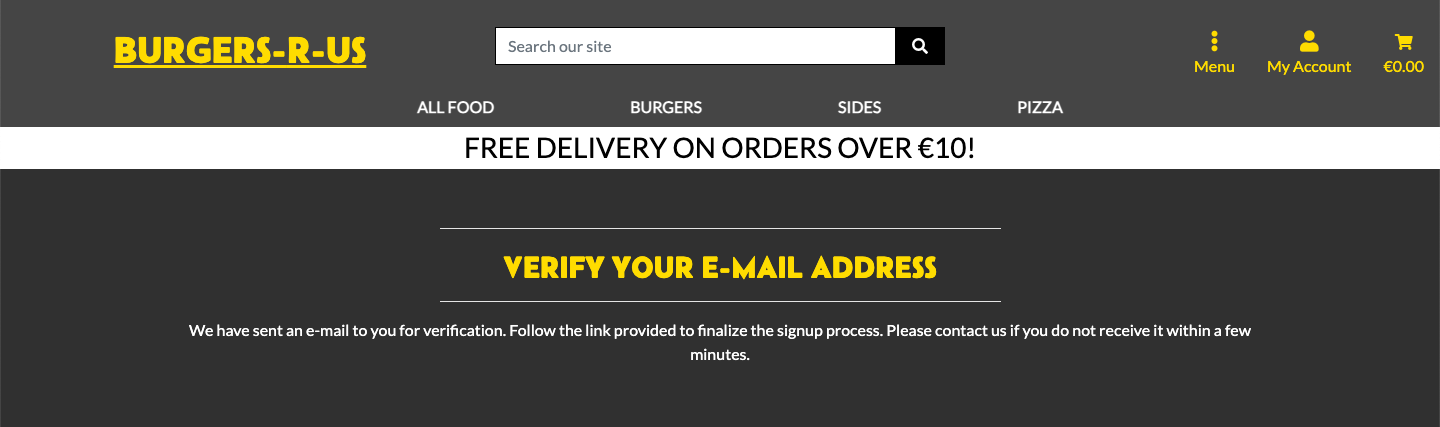 BURGERS-R-US
Search our site
Menu
My Account
€0.00
ALL FOOD
BURGERS
SIDES
PIZZA
FREE DELIVERY ON ORDERS OVER €10!
VERIFY YOUR E-MAIL ADDRESS
We have sent an e-mail to you for verification. Follow the link provided to finalize the signup process. Please contact us if you do not receive it within a few
minutes.